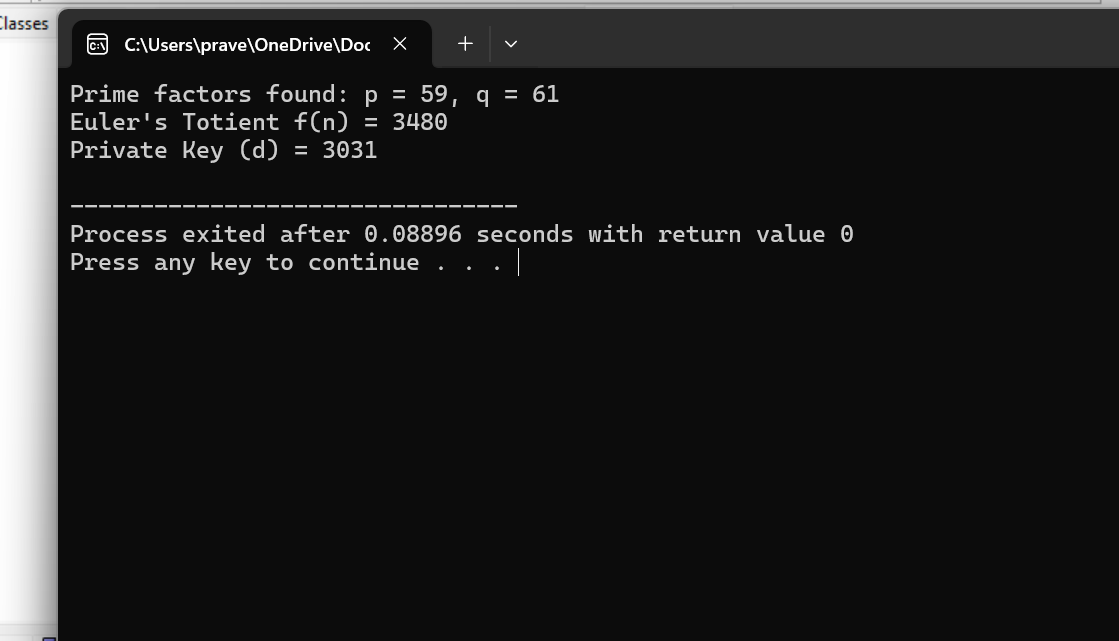 Classes
C:\Users\prave\OneDrive\Doc
Prime factors found: p = 59, q = 61
Euler's Totient f(n) = 3480
Private Key (d) = 3031
--------------------------------
Process exited after 0.08896 seconds with return value 0
Press any key to continue . . .